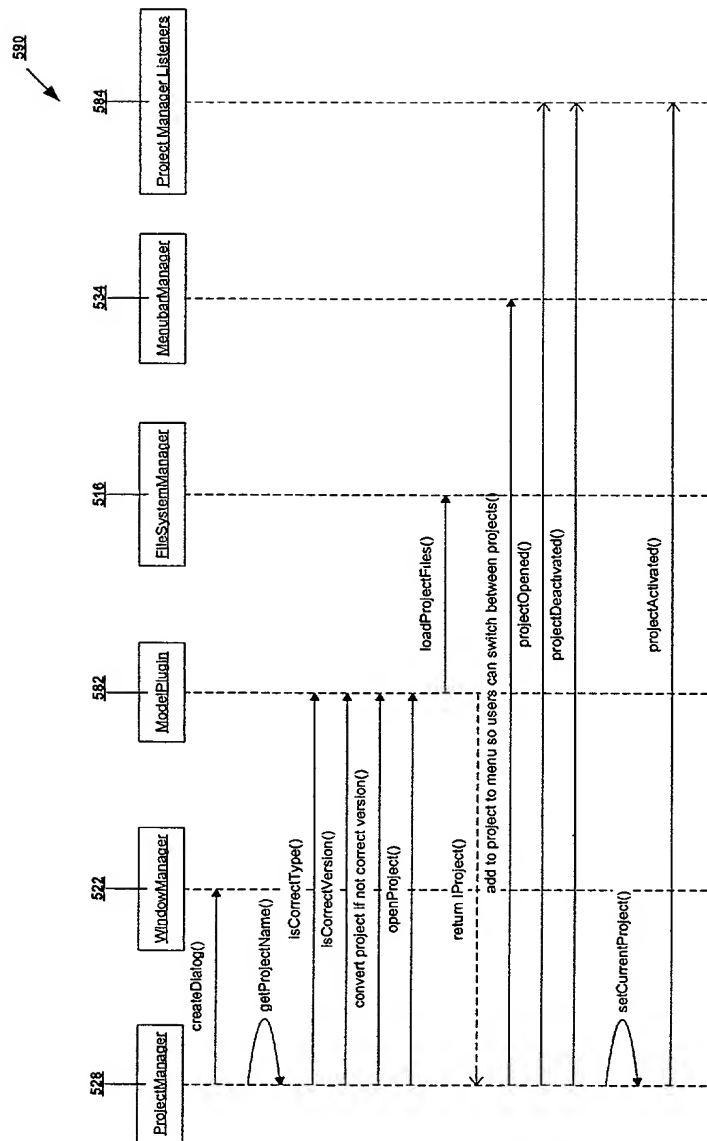 590
528
522
582
516
534
584
ProjectManager
WindowManager
ModelPlugin
FileSystemManager
MenubarManager
Project Manager Listeners
createDialog()
getProjectName()
isCorrectType()
isCorrectVersion()
convert project if not correct version()
openProject()
loadProjectFiles()
return IProject()
add to project to menu so users can switch between projects()
projectOpened()
projectDeactivated()
setCurrentProject()
projectActivated()